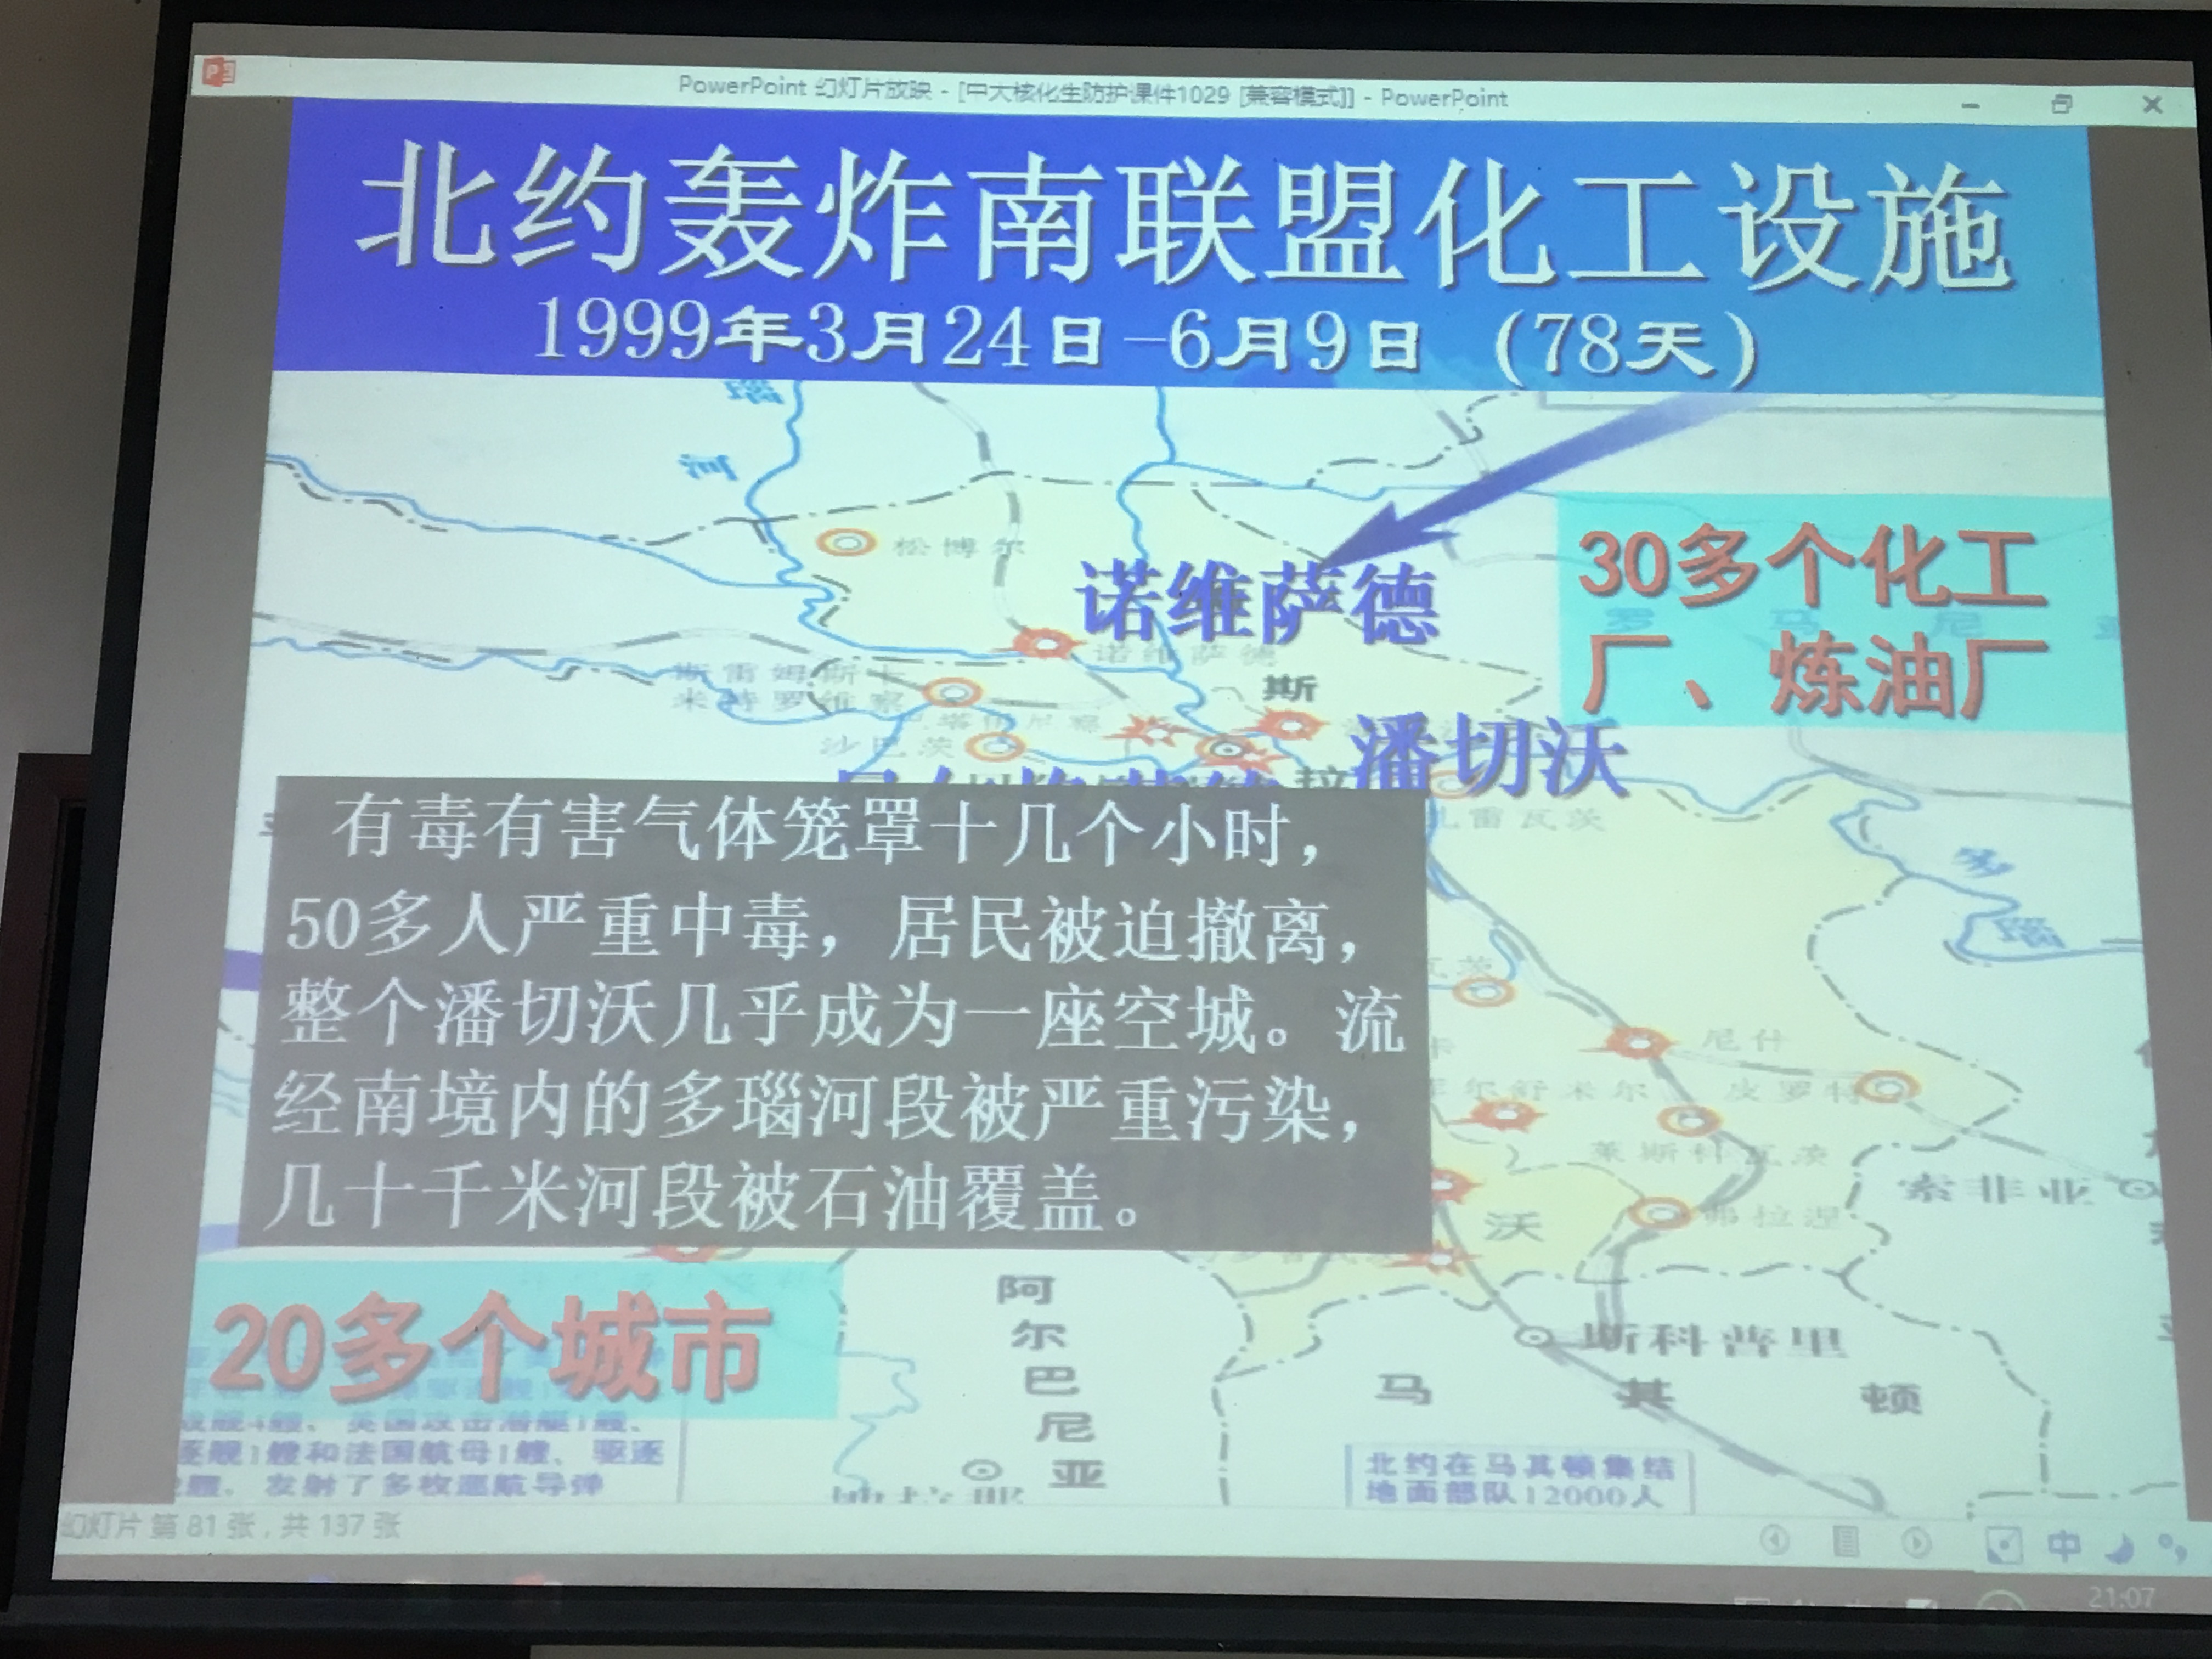 PowerPoint 幻灯片放映 - [中大核化生防护课件1029 [兼容模式]] - PowerPoint
北约轰炸南联盟化工设施
1999年3月24日–6月9日（78天）
松博尔
诺维萨德
30多个化工
厂、炼油厂
罗马尼亚
诺维萨德
斯雷姆斯卡
米特罗维察
斯
沙巴茨
潘切沃
拉
有毒有害气体笼罩十几个小时，
50多人严重中毒，居民被迫撤离，
整个潘切沃几乎成为一座空城。流
经南境内的多瑙河段被严重污染，
几十千米河段被石油覆盖。
多
瑙
尼什
皮罗特
莱斯科瓦茨
索非亚
弗拉涅
沃
20多个城市
阿
尔
巴
尼
亚
斯科普里
马其顿
英国攻击潜艇1艘、
逐舰1艘和法国航母1艘、驱逐
发射了多枚巡航导弹
北约在马其顿集结
地面部队12000人
幻灯片 第 81 张，共 137 张
中
21:07